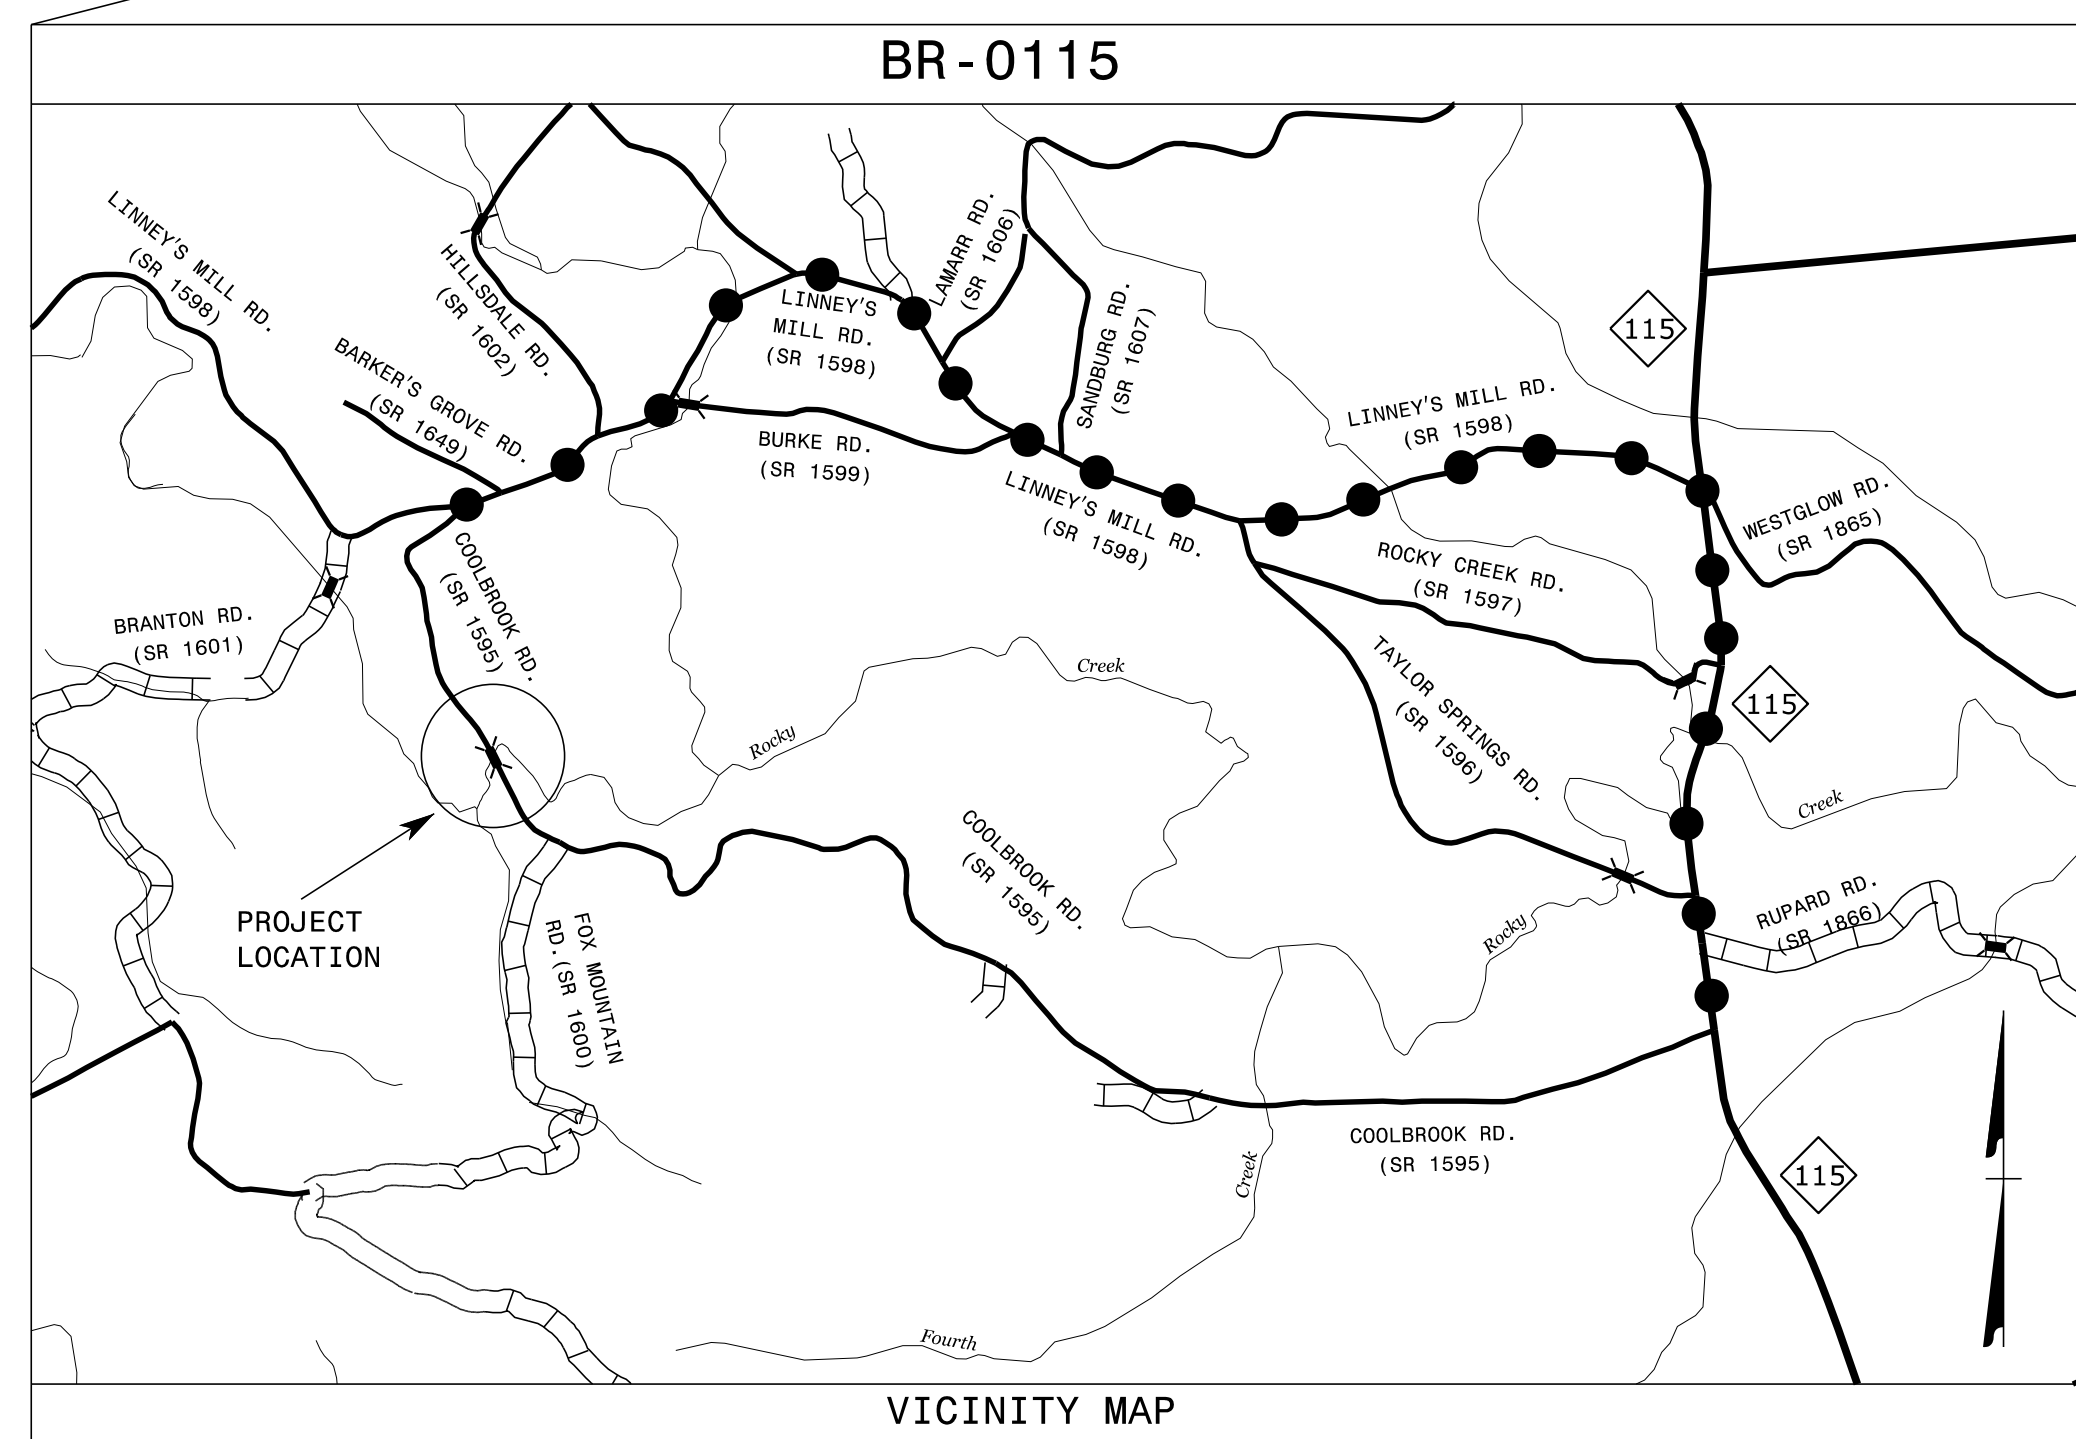 BR-0115
LINNEY'S MILL RD.
(SR 1598)
HILLSDALE RD.
(SR 1602)
LAMARR RD.
(SR 1606)
SANDBURG RD.
(SR 1607)
115
LINNEY'S
MILL RD.
(SR 1598)
BARKER'S GROVE RD.
(SR 1649)
BURKE RD.
(SR 1599)
LINNEY'S MILL RD.
(SR 1598)
LINNEY'S MILL RD.
(SR 1598)
WESTGLOW RD.
(SR 1865)
ROCKY CREEK RD.
(SR 1597)
COOLBROOK RD.
(SR 1595)
BRANTON RD.
(SR 1601)
Creek
Rocky
TAYLOR SPRINGS RD.
(SR 1596)
115
Creek
COOLBROOK RD.
(SR 1595)
PROJECT
LOCATION
FOX MOUNTAIN
RD.(SR 1600)
Rocky
RUPARD RD.
(SR 1866)
COOLBROOK RD.
(SR 1595)
Creek
115
Fourth
VICINITY MAP